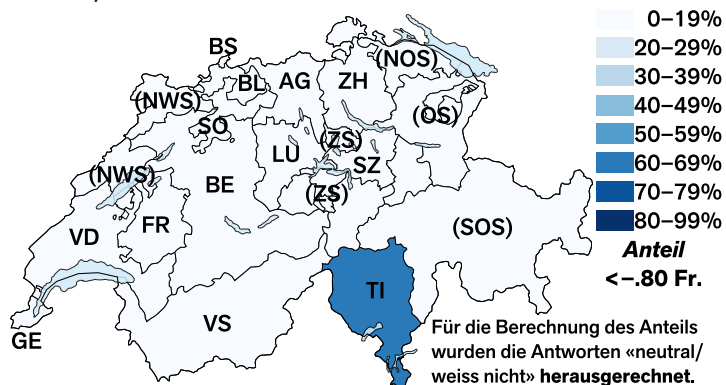 BS
(NOS)
0–19%
20–29%
30–39%
40–49%
50–59%
60–69%
70–79%
80–99%
Anteil
<–.80 Fr.
(NWS)
BL
AG
ZH
SO
(OS)
LU
(ZS)
SZ
(NWS)
BE
(ZS)
VD
FR
(SOS)
TI
GE
VS
Für die Berechnung des Anteils
wurden die Antworten «neutral/
weiss nicht» herausgerechnet.